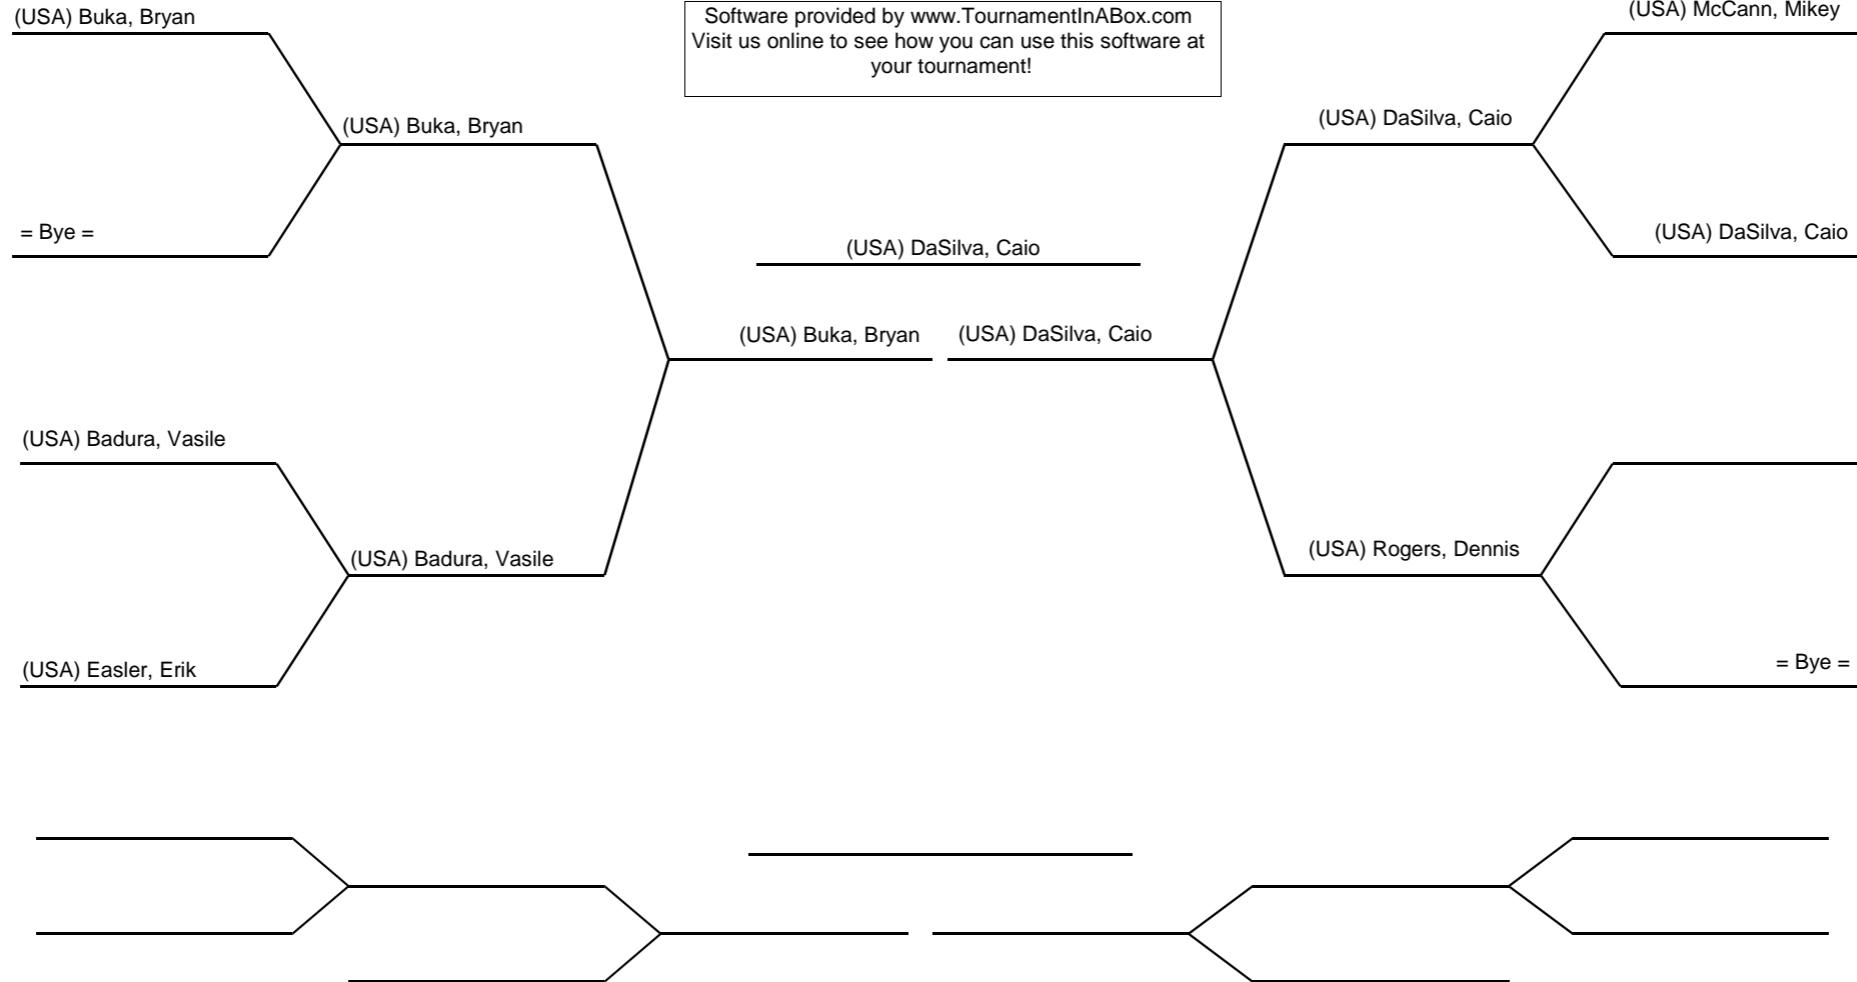 (USA) Buka, Bryan
Software provided by www.TournamentInABox.com
Visit us online to see how you can use this software at
your tournament!
(USA) McCann, Mikey
(USA) Buka, Bryan
(USA) DaSilva, Caio
= Bye =
(USA) DaSilva, Caio
(USA) DaSilva, Caio
(USA) Buka, Bryan
(USA) DaSilva, Caio
(USA) Badura, Vasile
(USA) Badura, Vasile
(USA) Rogers, Dennis
(USA) Easler, Erik
= Bye =